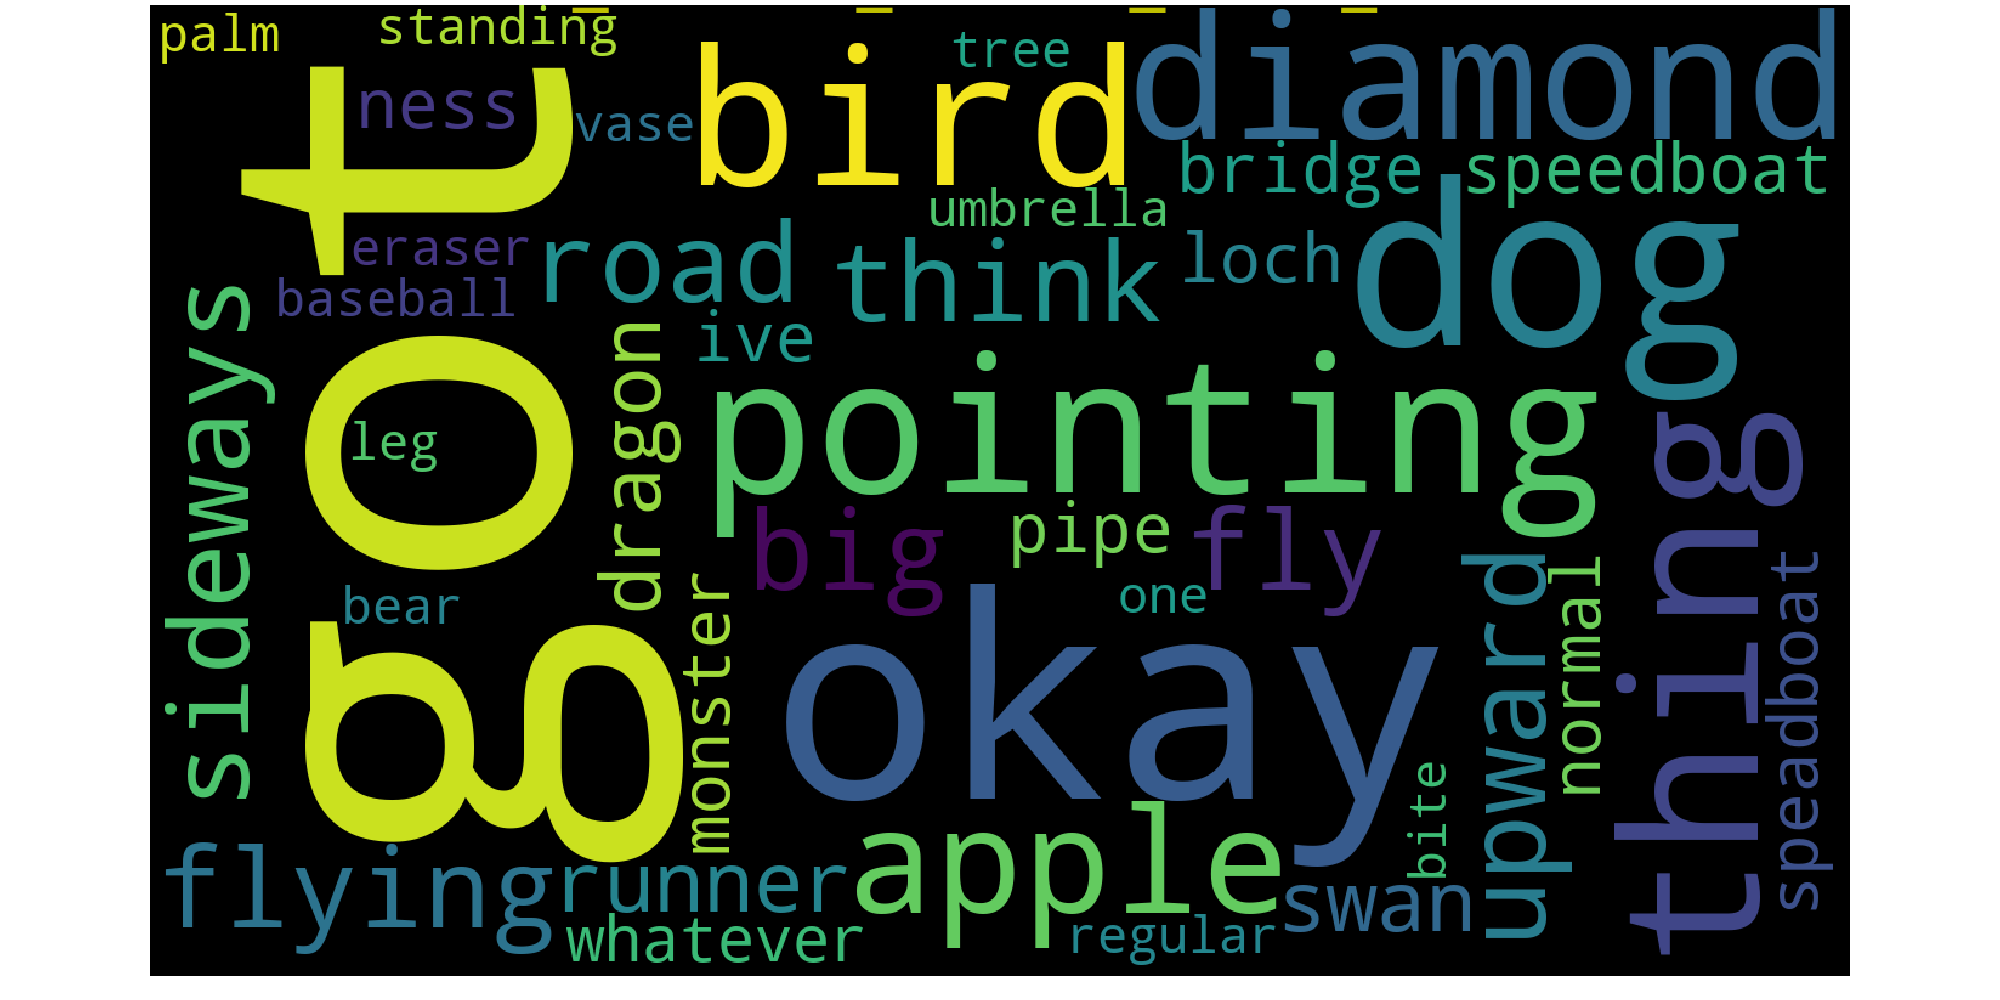 palm
standing
tree
bird
diamond
ness
vase
bridge
speedboat
umbrella
dog
got
eraser
road
think
loch
baseball
ive
sideways
dragon
leg
pointing
thing
big
pipe
fly
upward
normal
speadboat
bear
monster
one
okay
bite
apple
flying
runner
swan
whatever
regular